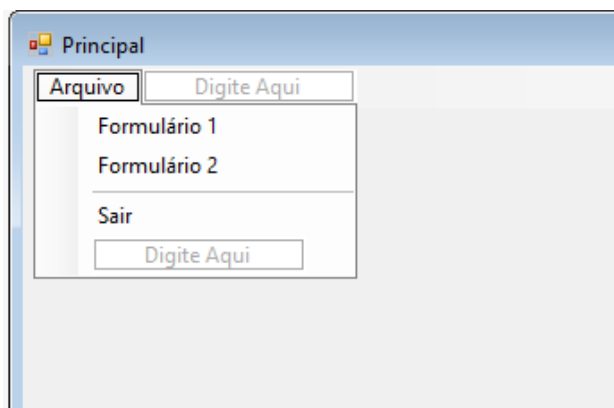 Principal
Arquivo Digite Aqui
Formulário 1
Formulário 2
Sair
Digite Aqui